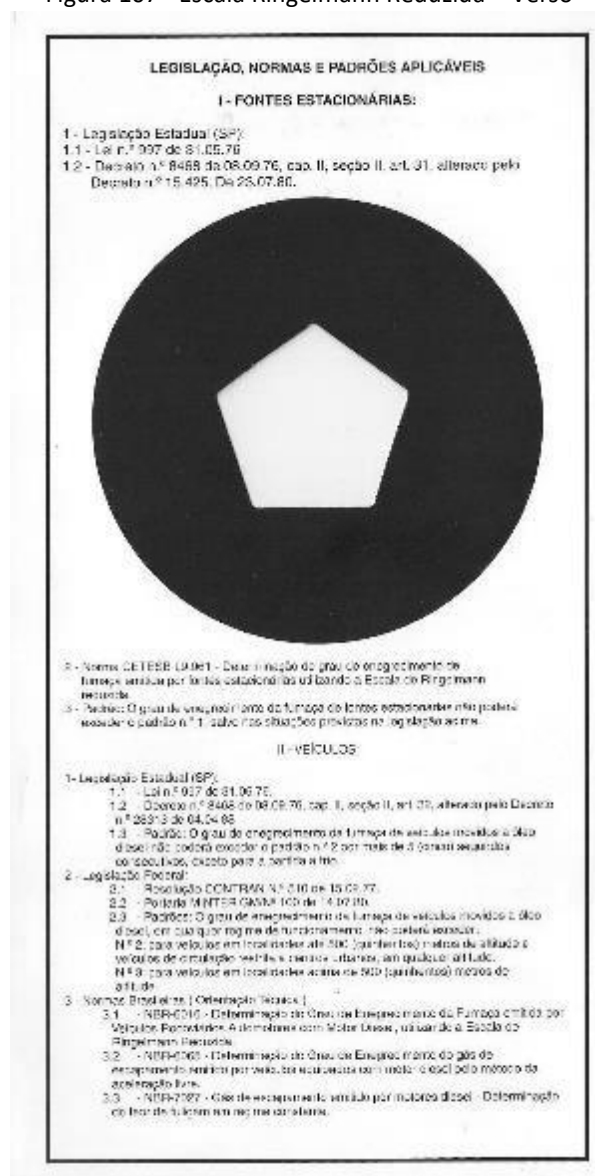 Figura 107 - Escala Ringelmann Reduzida - Verso
LEGISLAÇÃO, NORMAS E PADRÕES APLICÁVEIS
I - FONTES ESTACIONÁRIAS:
1 - Legislação Estadual (SP):
1.1 - Lei n.º 997 de 31.05.76
1.2 - Decreto n.º 8468 de 08.09.76, cap. II, seção II, art. 31, alterado pelo
Decreto n.º 15.425, De 23.07.80.
2 - Norma CETESB L9.061 - Determinação do grau de enegrecimento de
fumaça emitida por fontes estacionárias utilizando a Escala de Ringelmann
reduzida.
3 - Padrão: O grau de enegrecimento da fumaça de fontes estacionárias não poderá
exceder o padrão n.º 1, salvo nas situações previstas na legislação acima.
II - VEÍCULOS
1- Legislação Estadual (SP):
1.1 - Lei n.º 997 de 31.05.76.
1.2 - Decreto n.º 8468 de 08.09.76, cap. II, seção II, art. 32, alterado pelo Decreto
n.º 28313 de 04.04.88
1.3 - Padrão: O grau de enegrecimento da fumaça de veículos movidos a óleo
diesel não poderá exceder o padrão n.º 2 por mais de 5 (cinco) segundos
consecutivos, exceto para a partida a frio.
2 - Legislação Federal:
2.1 - Resolução CONTRAN N.º 510 de 15.02.77.
2.2 - Portaria MINTER GM/Nº 100 de 14.07.80.
2.3 - Padrões: O grau de enegrecimento da fumaça de veículos movidos a óleo
diesel, em qualquer regime de funcionamento, não poderá exceder:
N.º 2, para veículos em localidades até 500 (quinhentos) metros de altitude e
veículos de circulação restrita a centros urbanos, em qualquer altitude.
N.º 3, para veículos em localidades acima de 500 (quinhentos) metros de
altitude
3 - Normas Brasileiras ( Orientação Técnica )
3.1 - NBR-6016 - Determinação do Grau de Enegrecimento da Fumaça emitida por
Veículos Rodoviários Automotores com Motor Diesel, utilizando a Escala de
Ringelmann Reduzida
3.2 - NBR-6065 - Determinação do Grau de Enegrecimento do gás de
escapamento emitido por veículos equipados com motor diesel pelo método da
aceleração livre.
3.3 - NBR-7027 - Gás de escapamento emitido por motores diesel - Determinação
do teor de fuligem em regime constante.